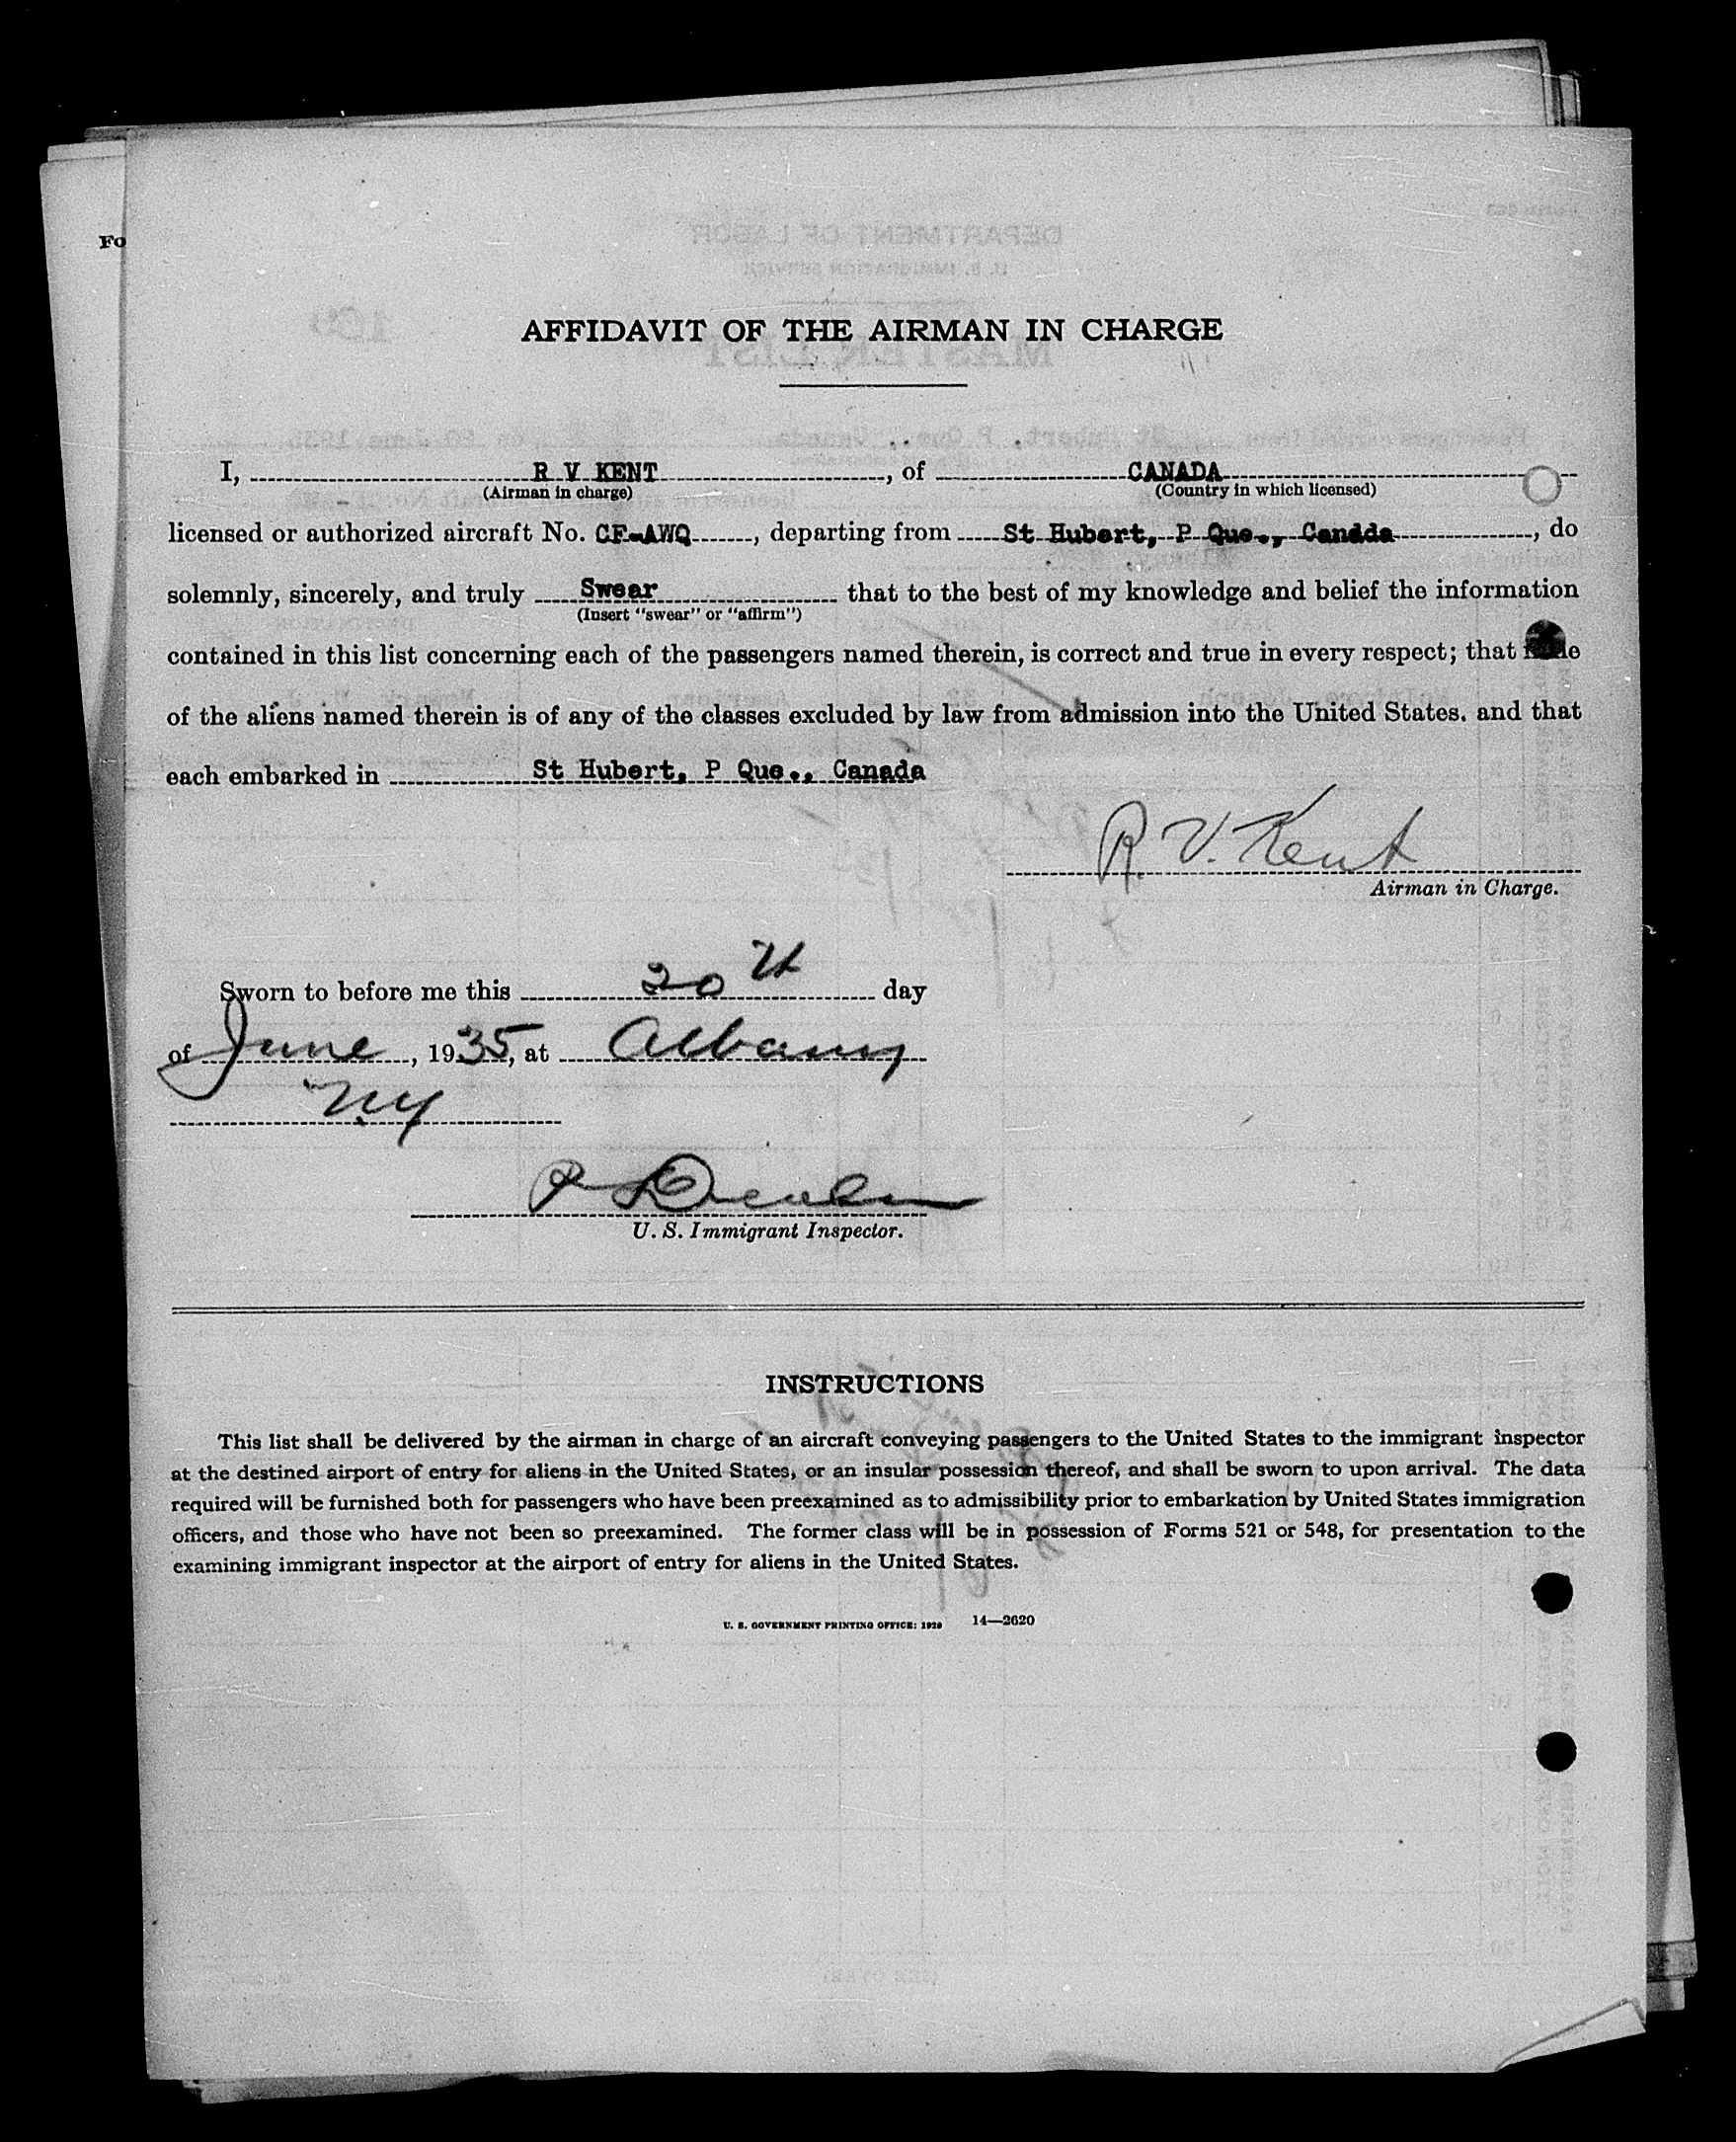 Fo
AFFIDAVIT OF THE AIRMAN IN CHARGE
I, R V KENT, of CANADA
(Airman in charge) (Country in which licensed)
licensed or authorized aircraft No. CF-AWQ, departing from St Hubert, P Que., Canada, do
solemnly, sincerely, and truly Swear that to the best of my knowledge and belief the information
(Insert "swear" or "affirm")
contained in this list concerning each of the passengers named therein, is correct and true in every respect; that none
of the aliens named therein is of any of the classes excluded by law from admission into the United States. and that
each embarked in St Hubert, P Que., Canada
R. V. Kent
Airman in Charge.
Sworn to before me this 20th day
of June, 1935, at Albany
NY
U. S. Immigrant Inspector.
INSTRUCTIONS
This list shall be delivered by the airman in charge of an aircraft conveying passengers to the United States to the immigrant inspector
at the destined airport of entry for aliens in the United States, or an insular possession thereof, and shall be sworn to upon arrival. The data
required will be furnished both for passengers who have been preexamined as to admissibility prior to embarkation by United States immigration
officers, and those who have not been so preexamined. The former class will be in possession of Forms 521 or 548, for presentation to the
examining immigrant inspector at the airport of entry for aliens in the United States.
U. S. GOVERNMENT PRINTING OFFICE: 1929 14—2620